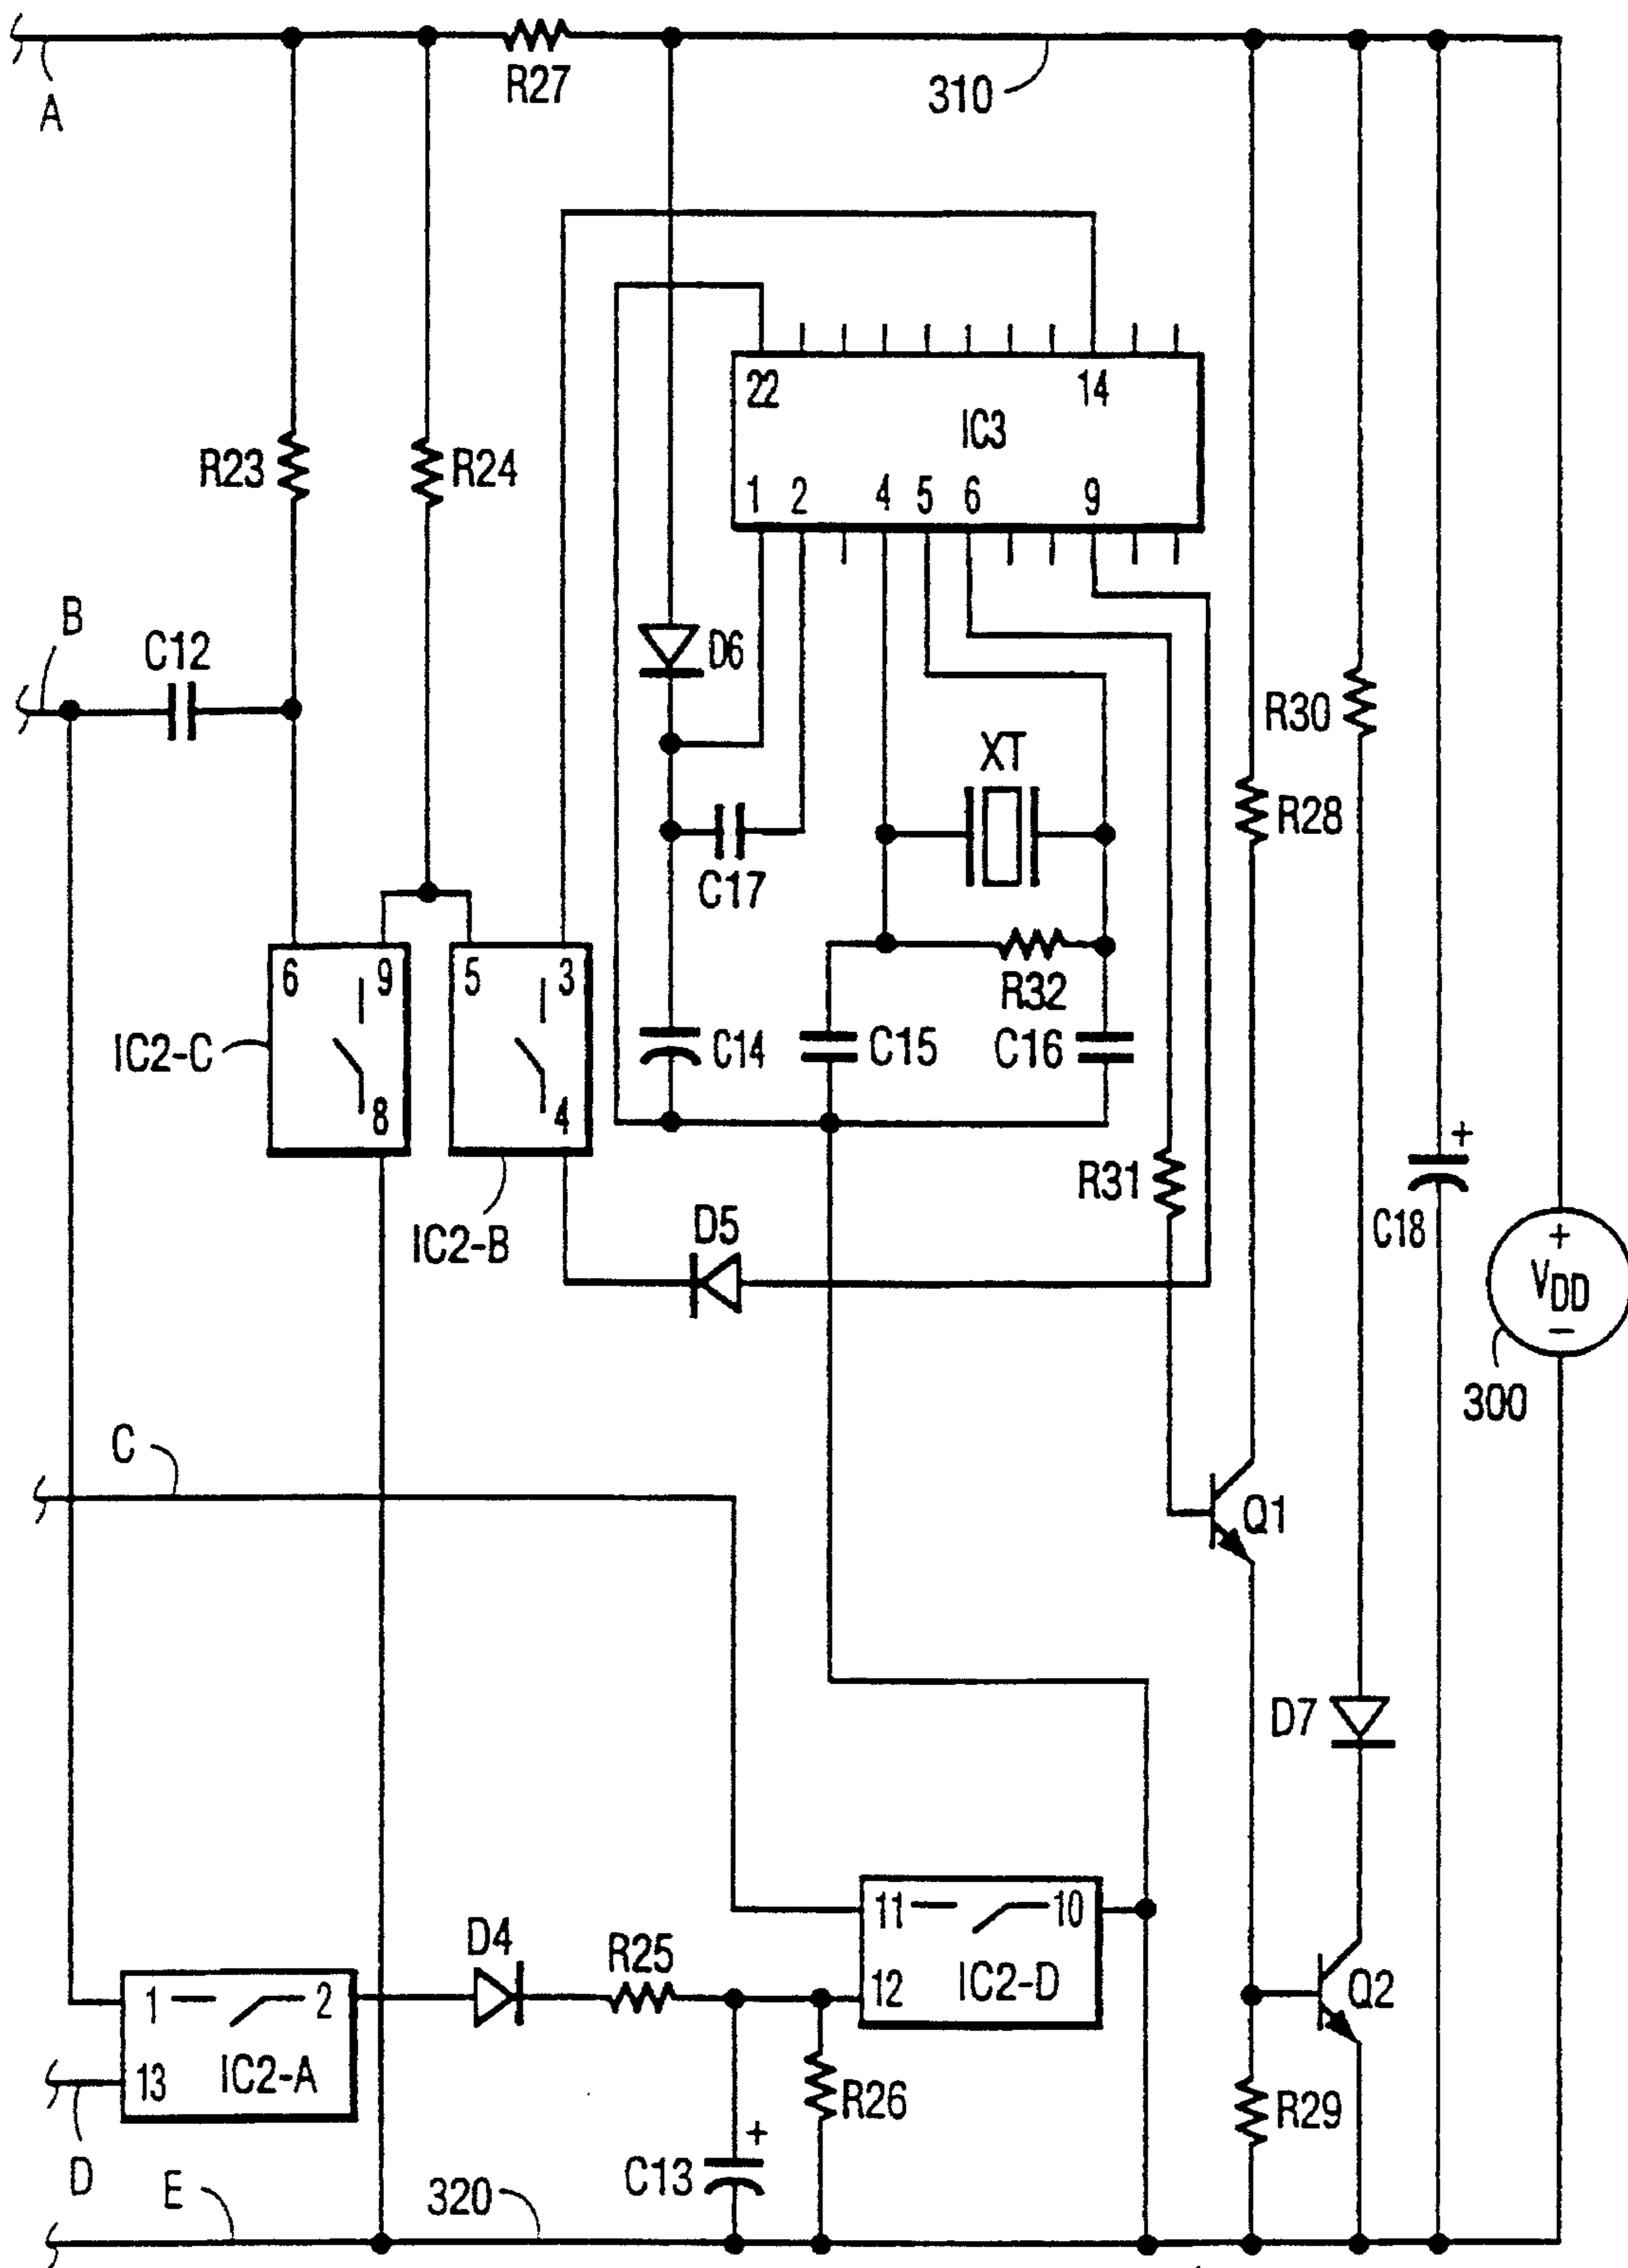 A
R27
310
22
14
IC3
1 2 4 5 6 9
R23
R24
B
C12
D6
R30
XT
R28
C17
6 9
5 3
R32
IC2-C
C14
C15
C16
8
4
+
R31
IC2-B
D5
C18
+
VDD
−
300
C
Q1
D7
11
10
D4
R25
12
IC2-D
Q2
1
2
13
IC2-A
R26
R29
+
D
C13
E
320